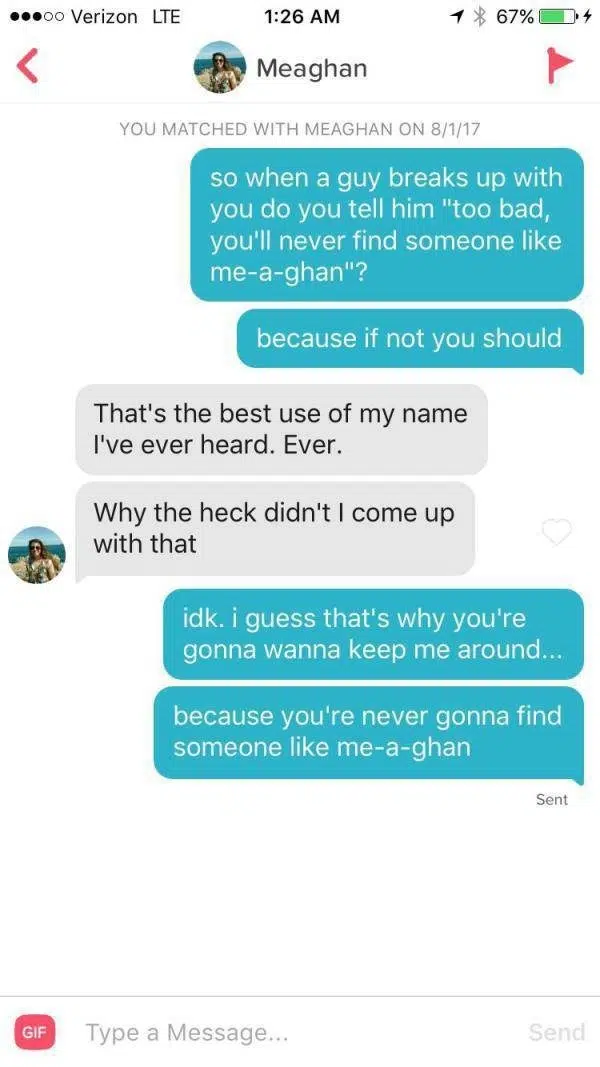 Verizon LTE 1:26 AM 67%
Meaghan
YOU MATCHED WITH MEAGHAN ON 8/1/17
so when a guy breaks up with
you do you tell him "too bad,
you'll never find someone like
me-a-ghan"?
because if not you should
That's the best use of my name
I've ever heard. Ever.
Why the heck didn't I come up
with that
idk. i guess that's why you're
gonna wanna keep me around...
because you're never gonna find
someone like me-a-ghan
Sent
GIF Type a Message... Send